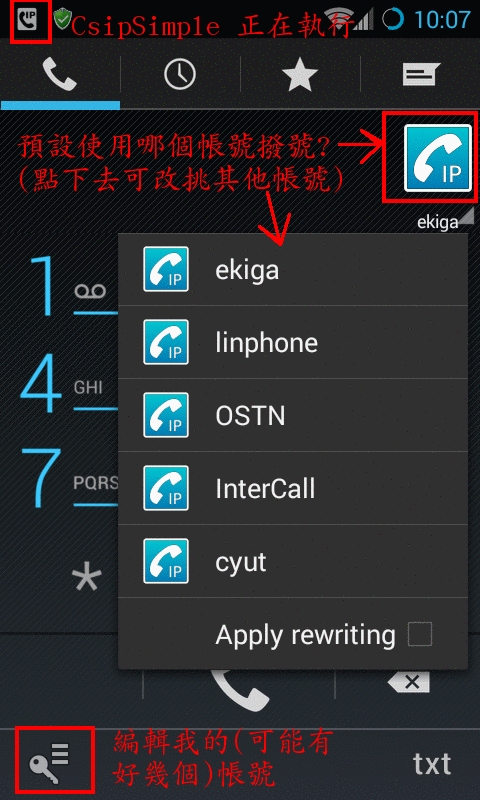 CsipSimple 正在執行
10:07
預設使用哪個帳號撥號?
(點下去可改挑其他帳號)
IP
ekiga
1
IP ekiga
IP linphone
4 GHI
IP OSTN
7 PQRS
IP InterCall
*
IP cyut
Apply rewriting
編輯我的(可能有
好幾個)帳號
txt